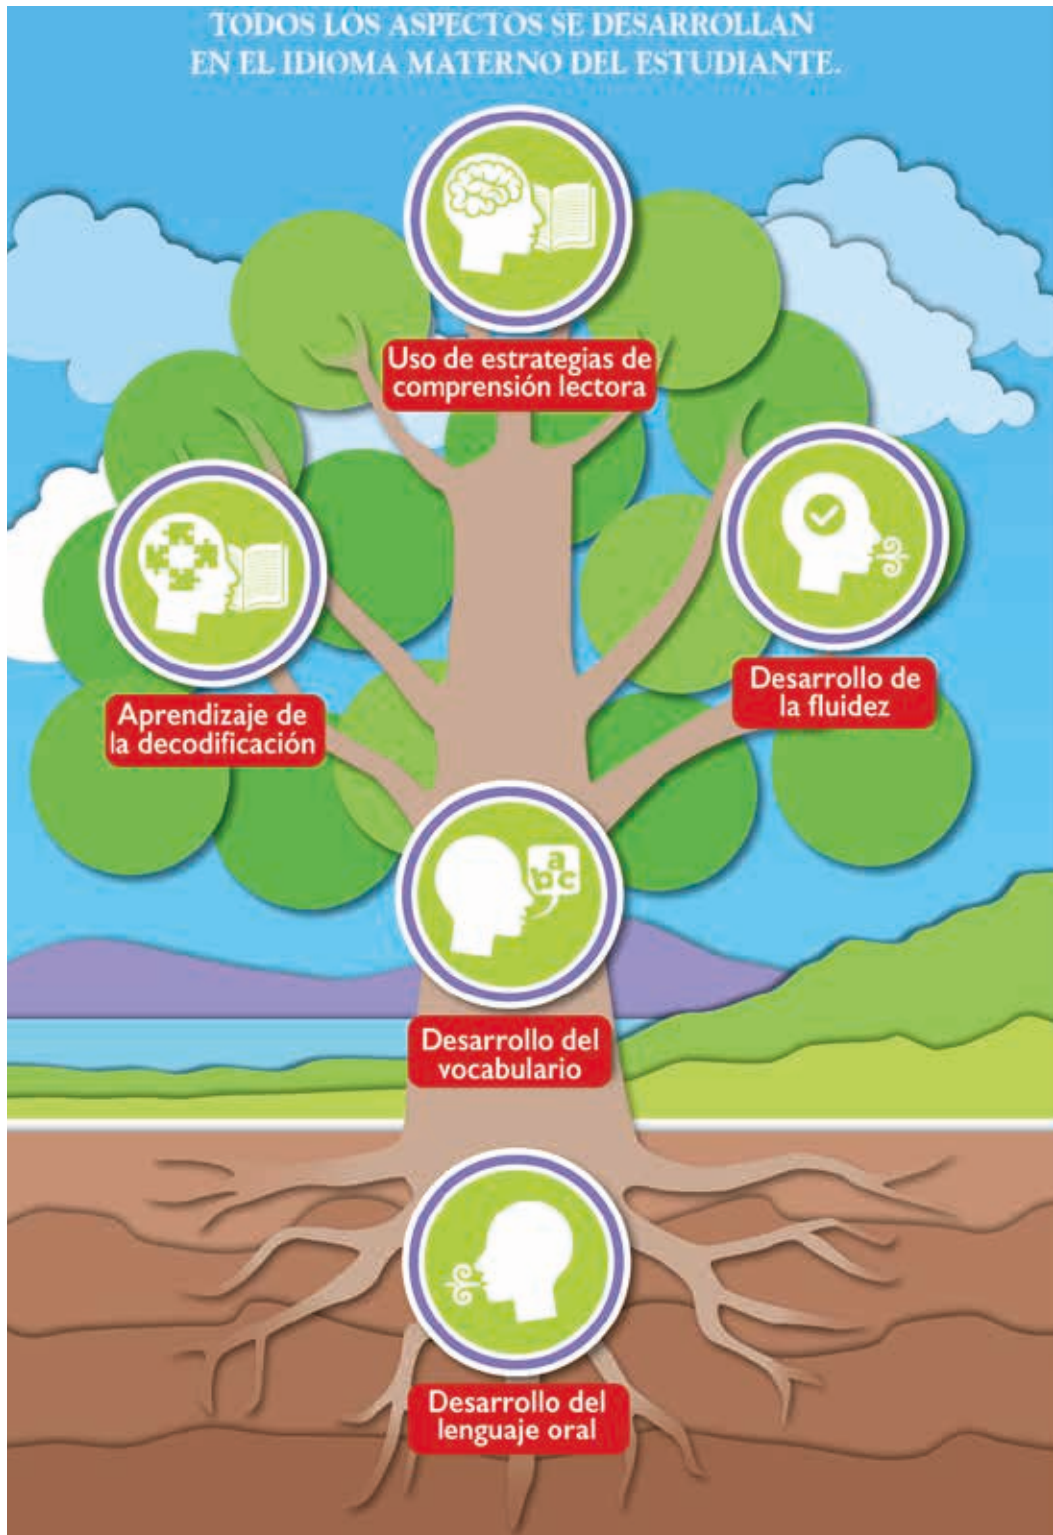 TODOS LOS ASPECTOS SE DESARROLLAN
EN EL IDIOMA MATERNO DEL ESTUDIANTE.
Uso de estrategias de
comprensión lectora
Aprendizaje de
la decodificación
Desarrollo de
la fluidez
a
bc
Desarrollo del
vocabulario
Desarrollo del
lenguaje oral